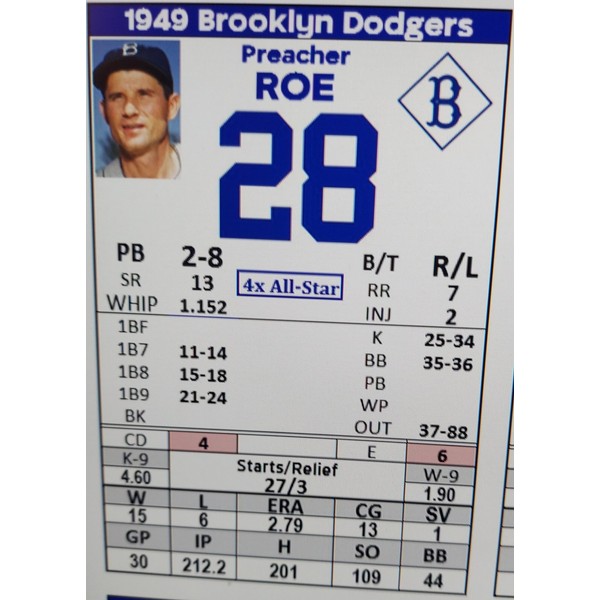 1949 Brooklyn Dodgers
B
Preacher
ROE
B
28
PB 2-8 B/T R/L
SR 13 4x All-Star RR 7
WHIP 1.152 INJ 2
1BF K 25-34
1B7 11-14 BB 35-36
1B8 15-18 PB
1B9 21-24 WP
BK OUT 37-88
CD 4 E 6
K-9 Starts/Relief W-9
4.60 27/3 1.90
W L ERA CG SV
15 6 2.79 13 1
GP IP H SO BB
30 212.2 201 109 44